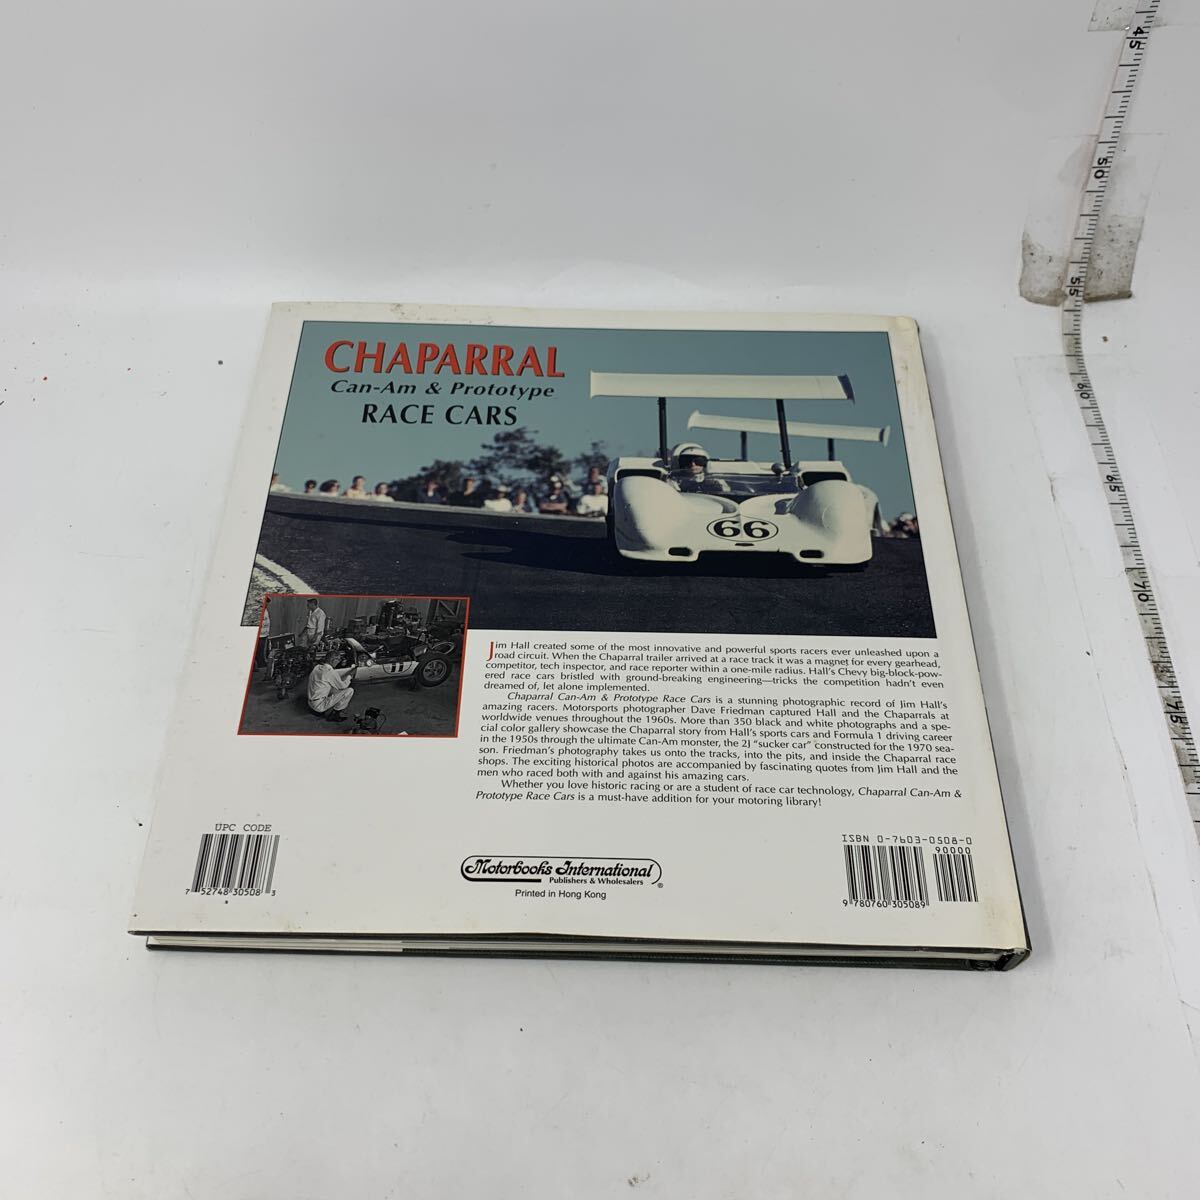 CHAPARRAL
Can-Am & Prototype
RACE CARS
66
11
Jim Hall created some of the most innovative and powerful sports racers ever unleashed upon a
road circuit. When the Chaparral trailer arrived at a race track it was a magnet for every gearhead,
competitor, tech inspector, and race reporter within a one-mile radius. Hall's Chevy big-block-pow-
ered race cars bristled with ground-breaking engineering—tricks the competition hadn't even
dreamed of, let alone implemented.
Chaparral Can-Am & Prototype Race Cars is a stunning photographic record of Jim Hall's
amazing racers. Motorsports photographer Dave Friedman captured Hall and the Chaparrals at
worldwide venues throughout the 1960s. More than 350 black and white photographs and a spe-
cial color gallery showcase the Chaparral story from Hall's sports cars and Formula 1 driving career
in the 1950s through the ultimate Can-Am monster, the 2J "sucker car" constructed for the 1970 sea-
son. Friedman's photography takes us onto the tracks, into the pits, and inside the Chaparral race
shops. The exciting historical photos are accompanied by fascinating quotes from Jim Hall and the
men who raced both with and against his amazing cars.
Whether you love historic racing or are a student of race car technology, Chaparral Can-Am &
Prototype Race Cars is a must-have addition for your motoring library!
UPC CODE
7 52748 30508 3
Motorbooks International
Publishers & Wholesalers
®
Printed in Hong Kong
ISBN 0-7603-0508-0
90000
9 780760 305089
45
50
55
60
65
70
75